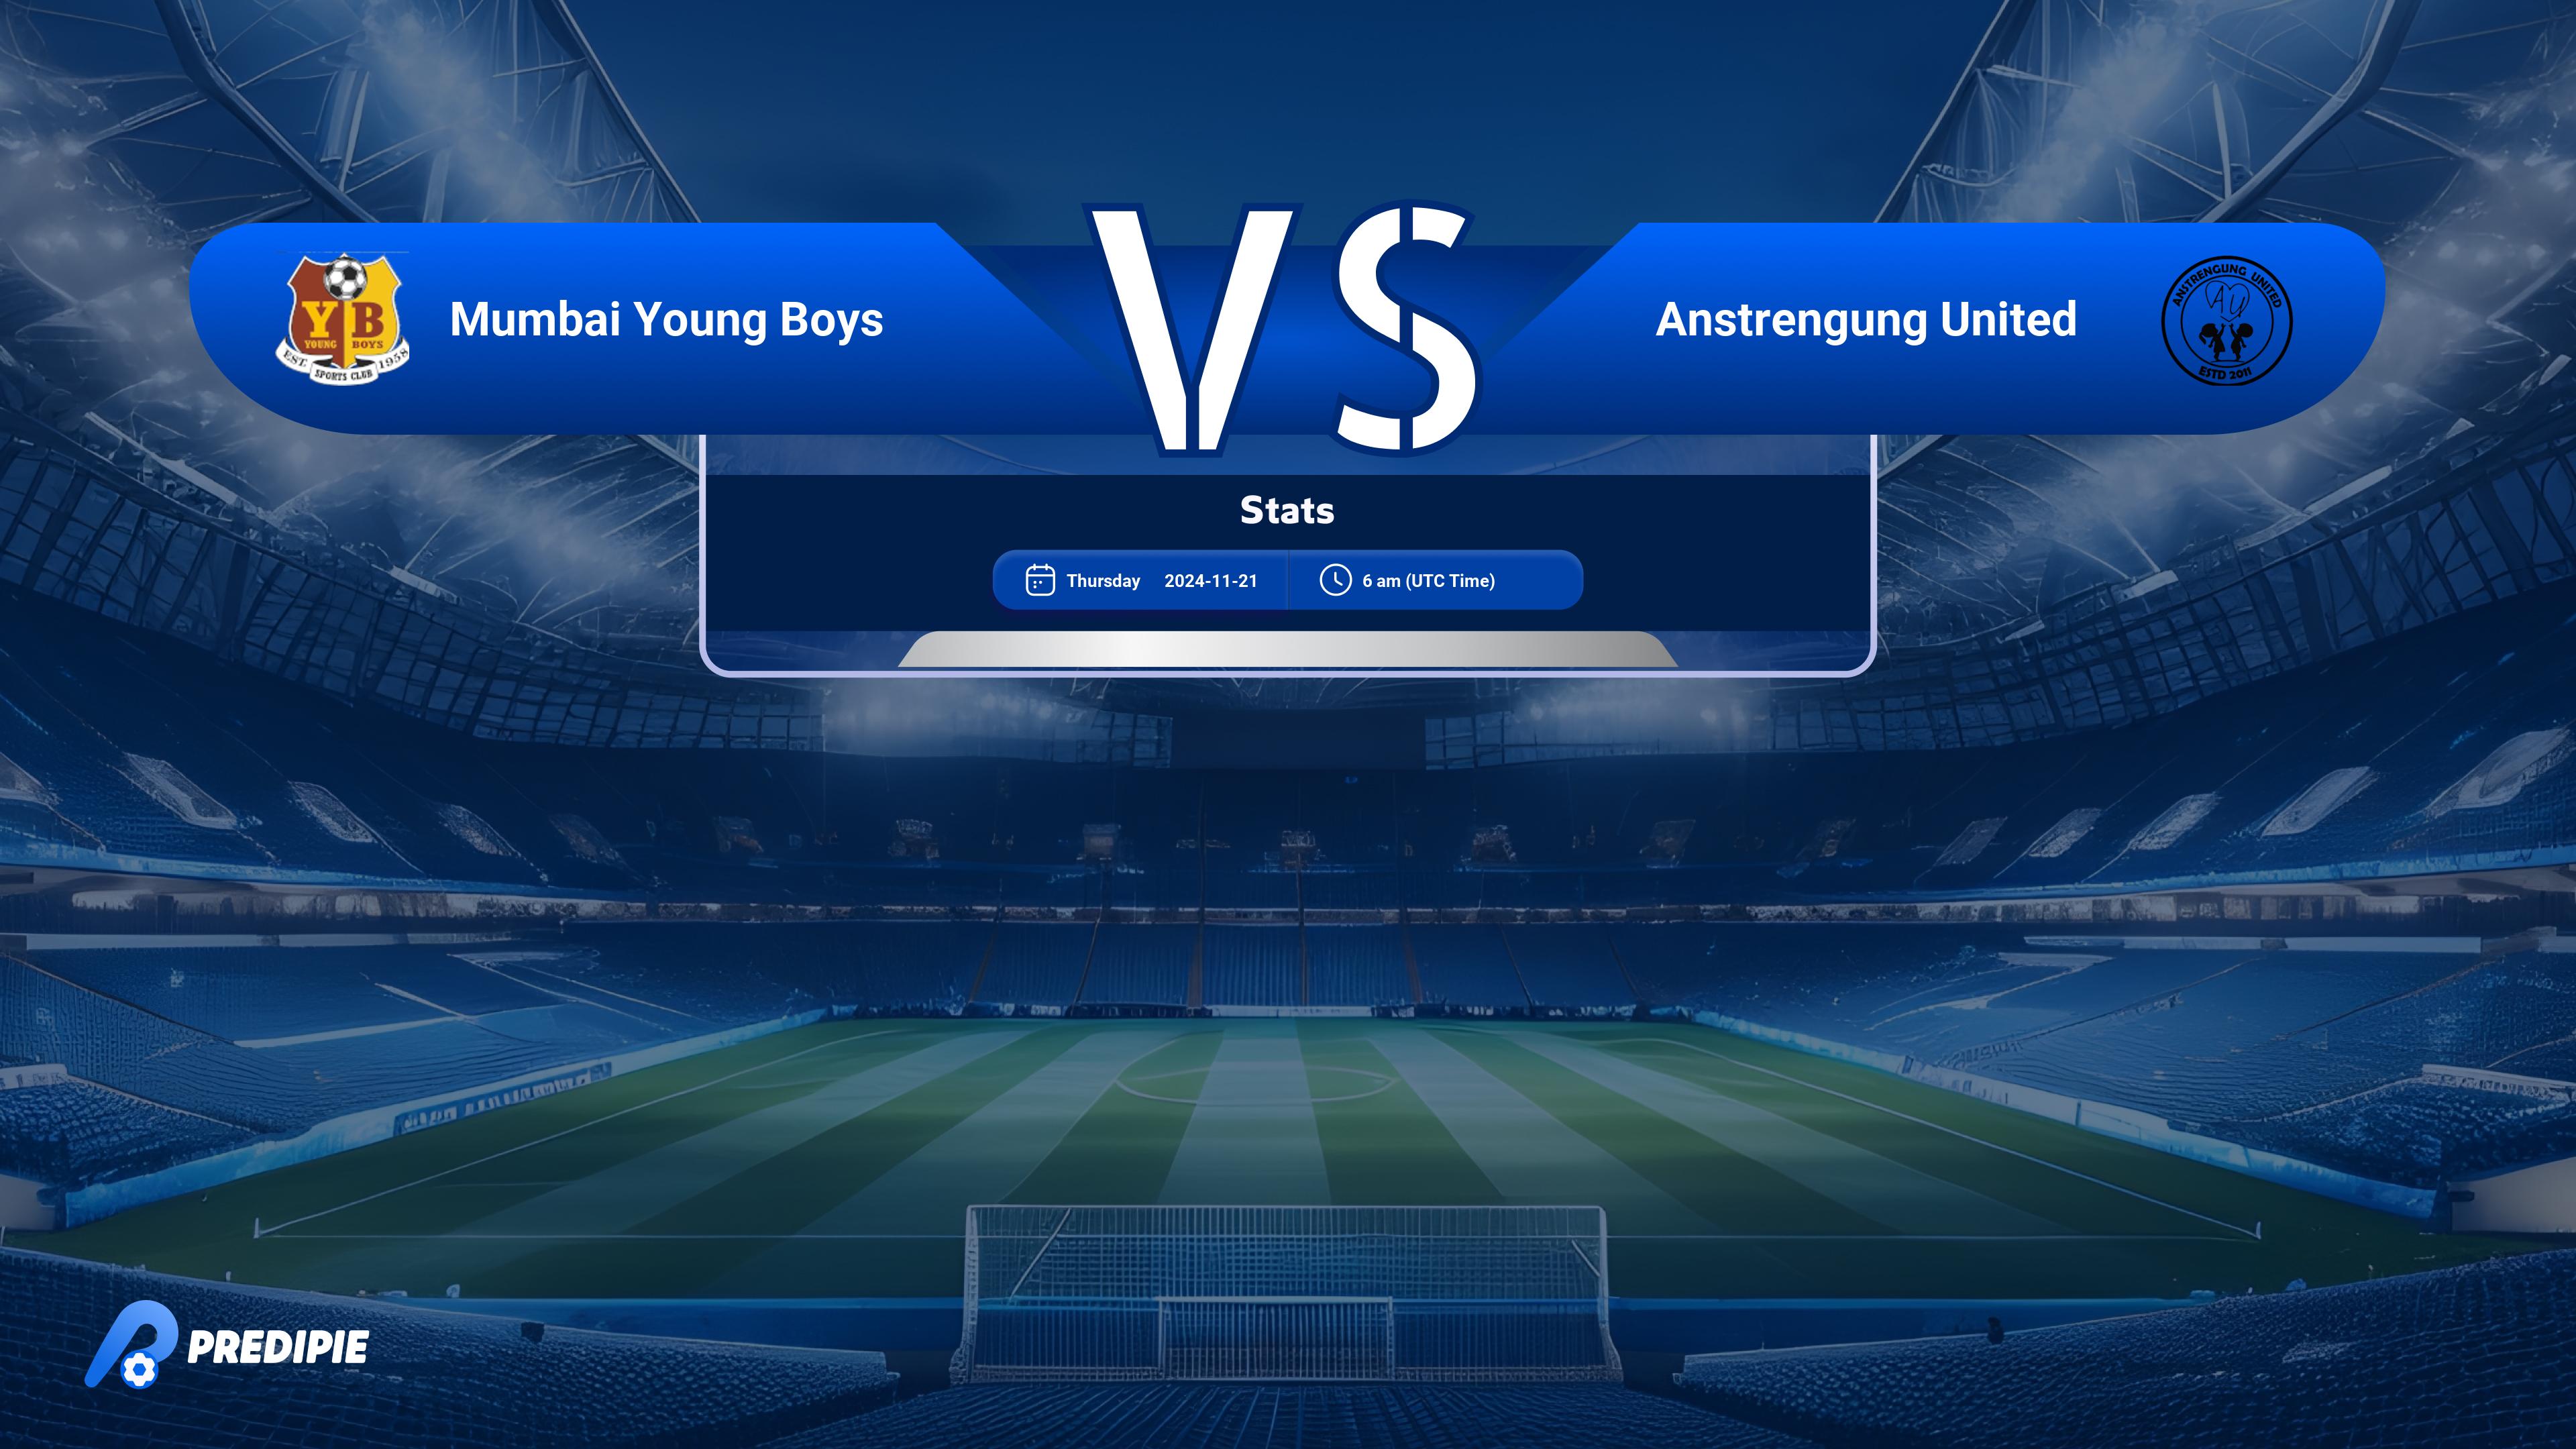 VS
Mumbai Young Boys
Anstrengung United
YB
YOUNG BOYS
EST. SPORTS CLUB 1958
ANSTRENGUNG UNITED
AU
ESTD 2011
Stats
Thursday 2024-11-21 6 am (UTC Time)
PREDIPIE